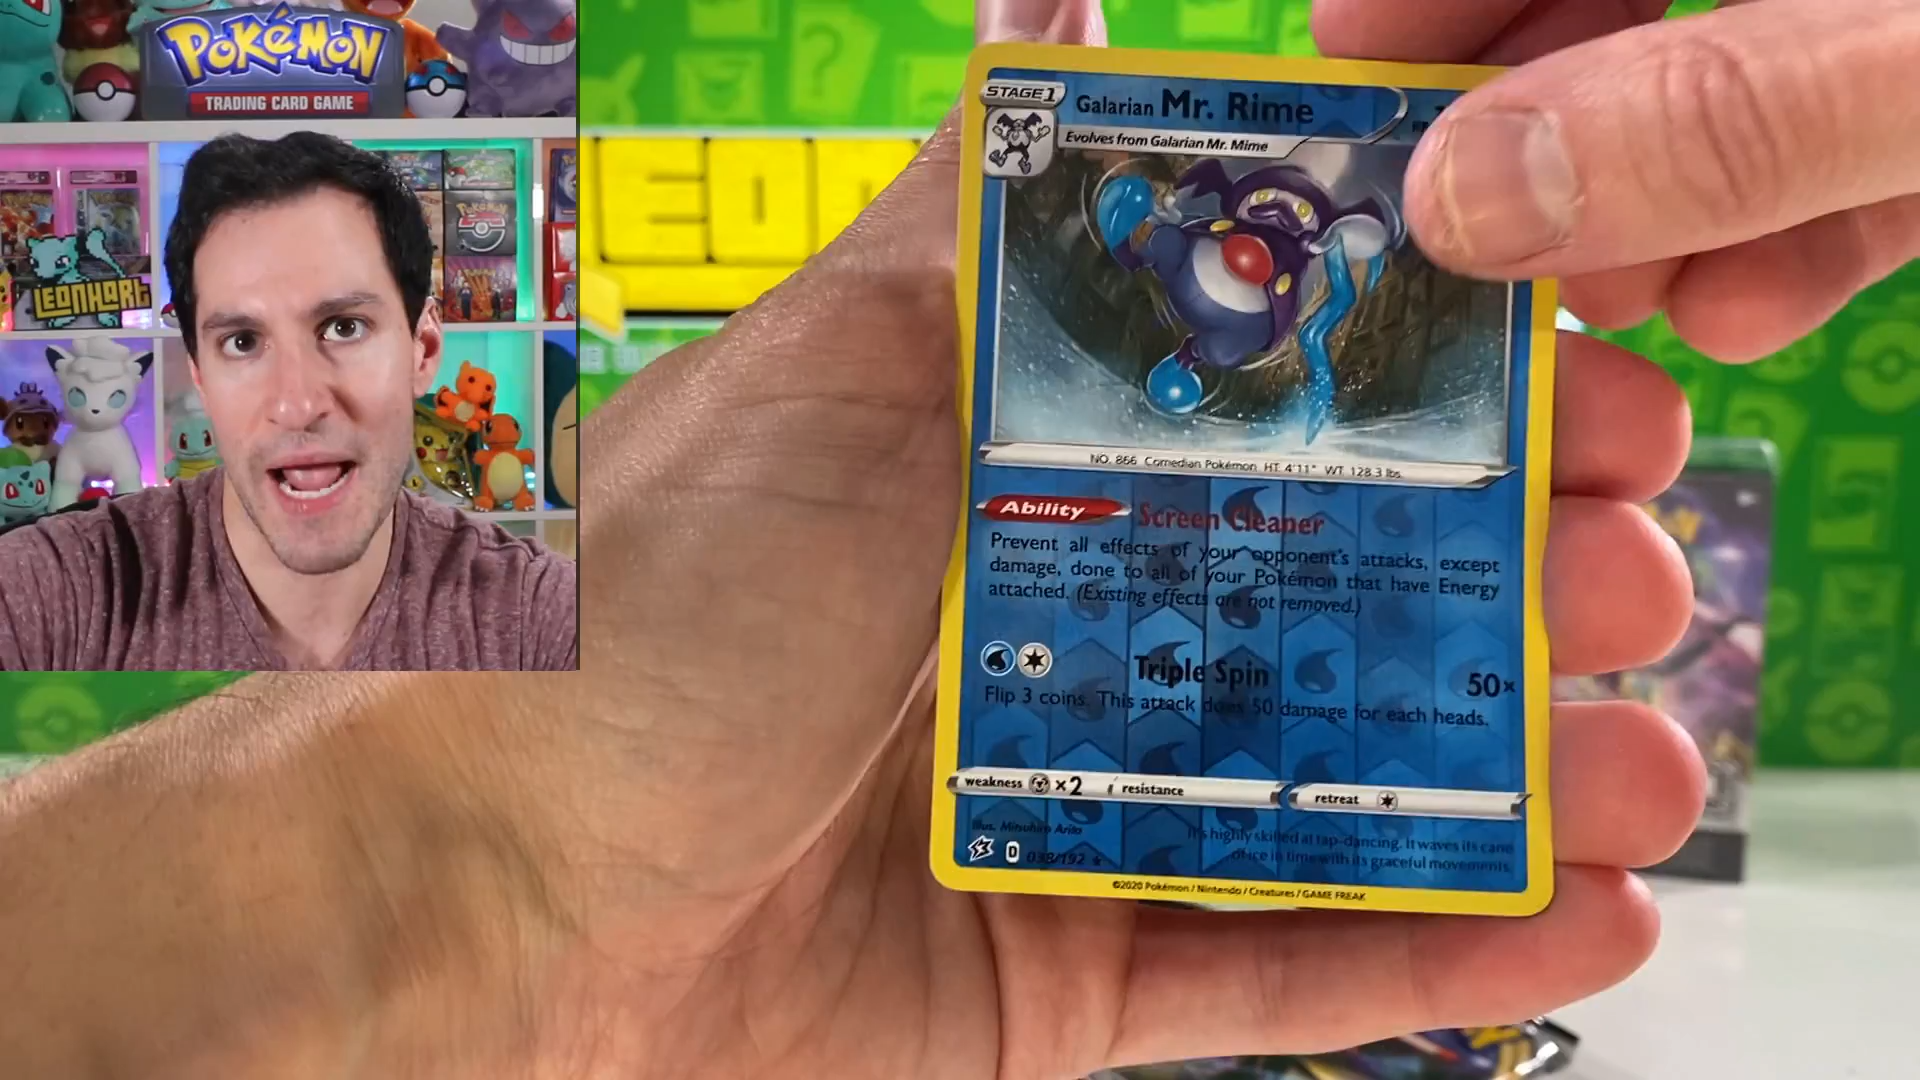 POKéMON
TRADING CARD GAME
LEONHART
STAGE 1
Galarian Mr. Rime
Evolves from Galarian Mr. Mime
NO. 866 Comedian Pokémon HT 4'11" WT 128.3 lbs.
Ability Screen Cleaner
Prevent all effects of your opponent's attacks, except
damage, done to all of your Pokémon that have Energy
attached. (Existing effects are not removed.)
Triple Spin 50×
Flip 3 coins. This attack does 50 damage for each heads.
weakness ×2 resistance retreat
Illus. Mitsuhiro Arita
D 038/192
It's highly skilled at tap-dancing. It waves its cane
of ice in time with its graceful movements.
©2020 Pokémon / Nintendo / Creatures / GAME FREAK